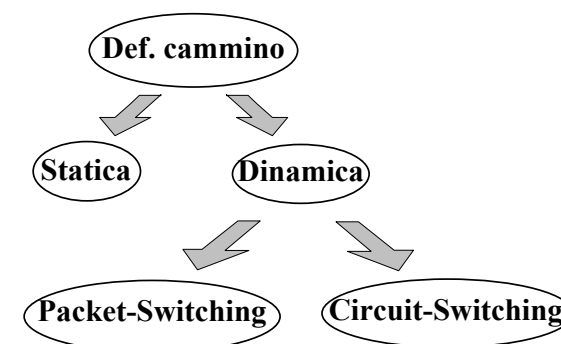 Def. cammino
Statica
Dinamica
Packet-Switching
Circuit-Switching